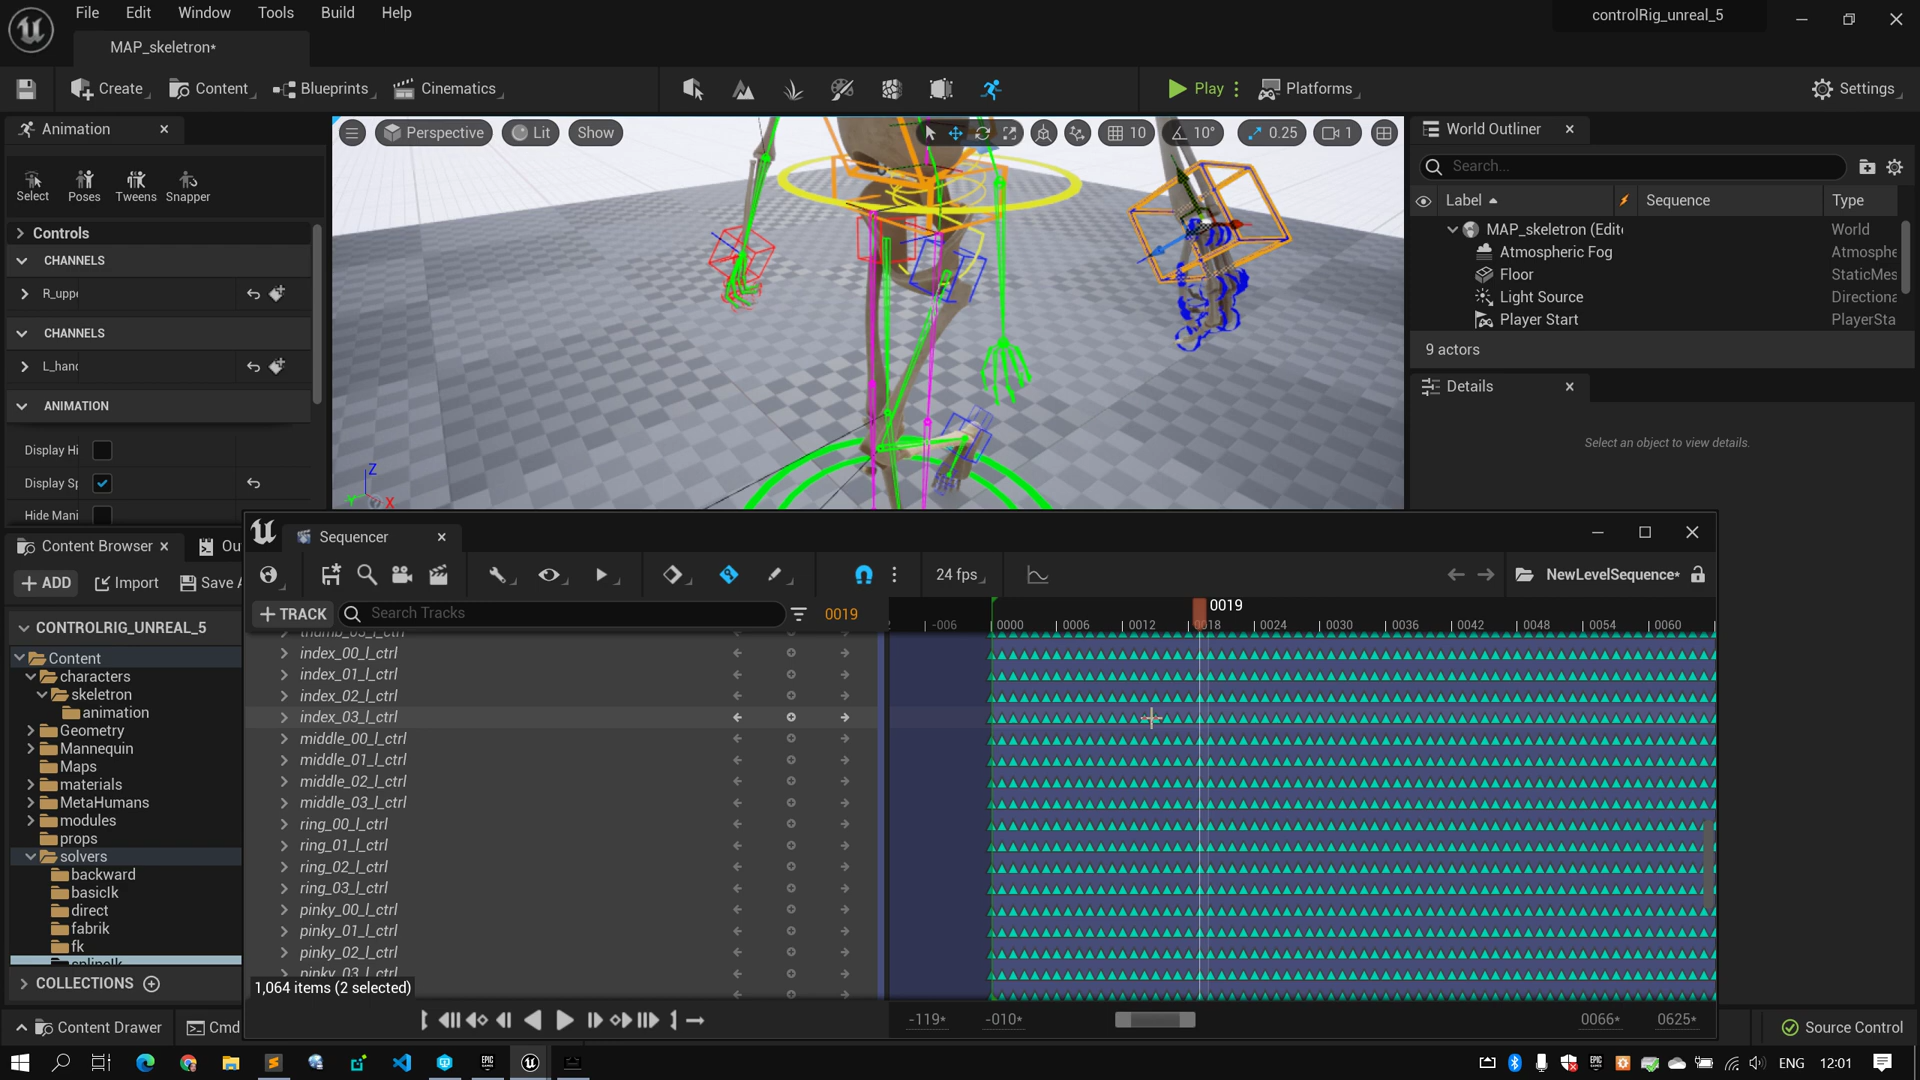 File Edit Window Tools Build Help
controlRig_unreal_5
MAP_skeletron*
Create Content Blueprints Cinematics Play Platforms Settings
Animation
Select Poses Tweens Snapper
Controls
CHANNELS
R_upp
CHANNELS
L_hand
ANIMATION
Display Hi
Display Sp
Hide Mani
Perspective Lit Show 10 10° 0.25 1
Z
Y X
World Outliner
Search...
Label Sequence Type
MAP_skeletron (Edit World
Atmospheric Fog Atmosphe
Floor StaticMes
Light Source Directiona
Player Start PlayerSta
9 actors
Details
Select an object to view details.
Content Browser Ou
ADD Import Save A
CONTROLRIG_UNREAL_5
Content
characters
skeletron
animation
Geometry
Mannequin
Maps
materials
MetaHumans
modules
props
solvers
backward
basicIk
direct
fabrik
fk
splineIk
COLLECTIONS
Content Drawer Cmd
Sequencer
24 fps NewLevelSequence*
TRACK Search Tracks 0019
0019
-006 0000 0006 0012 0018 0024 0030 0036 0042 0048 0054 0060
thumb_03_l_ctrl
index_00_l_ctrl
index_01_l_ctrl
index_02_l_ctrl
index_03_l_ctrl
middle_00_l_ctrl
middle_01_l_ctrl
middle_02_l_ctrl
middle_03_l_ctrl
ring_00_l_ctrl
ring_01_l_ctrl
ring_02_l_ctrl
ring_03_l_ctrl
pinky_00_l_ctrl
pinky_01_l_ctrl
pinky_02_l_ctrl
pinky_03_l_ctrl
1,064 items (2 selected)
-119* -010* 0066* 0625*
Source Control
ENG 12:01